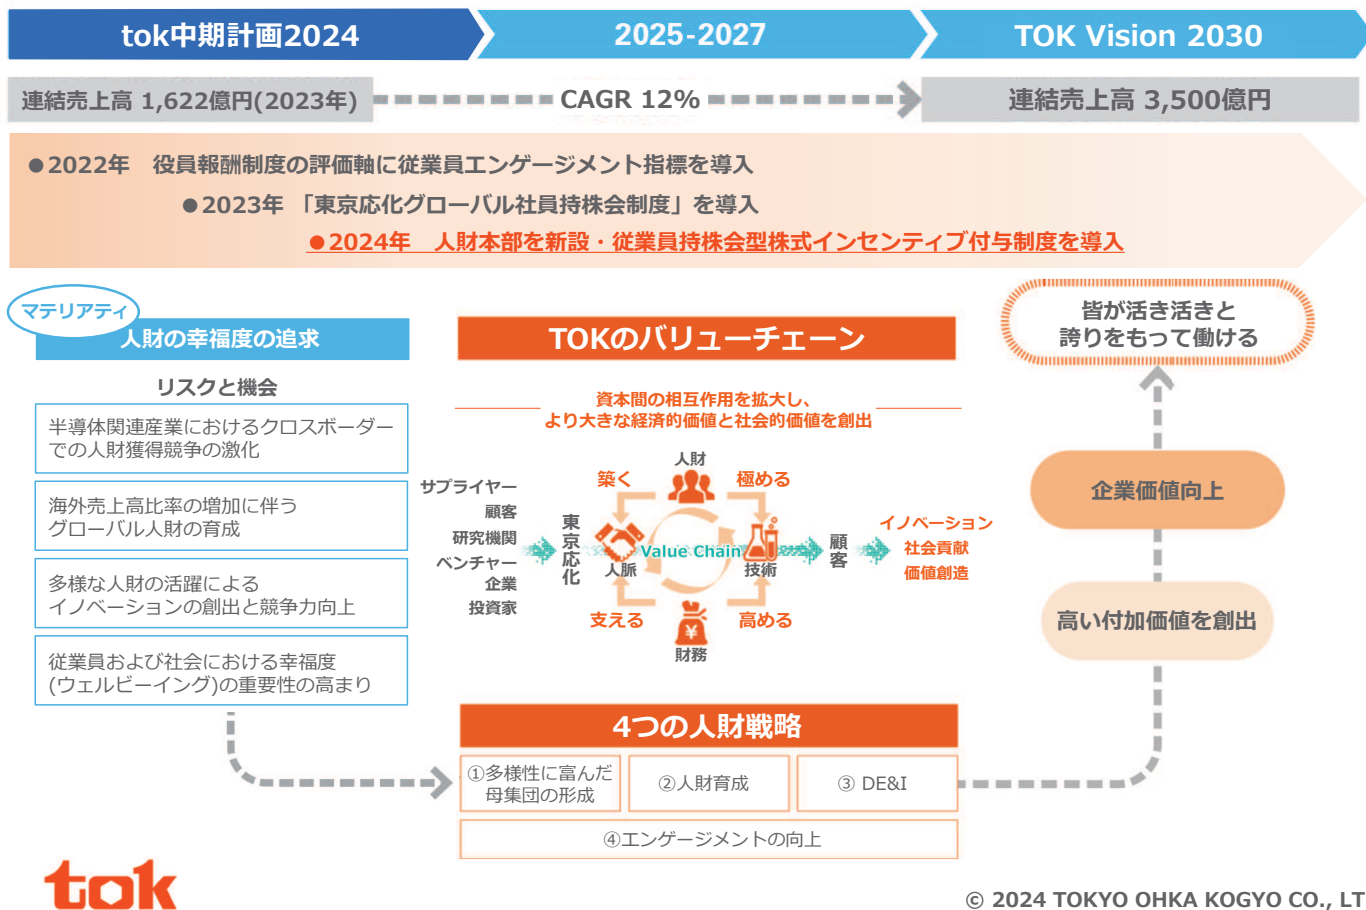 tok中期計画2024
2025-2027
TOK Vision 2030
連結売上高 1,622億円(2023年)
CAGR 12%
連結売上高 3,500億円
●2022年 役員報酬制度の評価軸に従業員エンゲージメント指標を導入
●2023年 「東京応化グローバル社員持株会制度」を導入
●2024年 人財本部を新設・従業員持株会型株式インセンティブ付与制度を導入
マテリアティ
人財の幸福度の追求
リスクと機会
半導体関連産業におけるクロスボーダー
での人財獲得競争の激化
海外売上高比率の増加に伴う
グローバル人財の育成
多様な人財の活躍による
イノベーションの創出と競争力向上
従業員および社会における幸福度
(ウェルビーイング)の重要性の高まり
TOKのバリューチェーン
資本間の相互作用を拡大し、
より大きな経済的価値と社会的価値を創出
サプライヤー
顧客
研究機関
ベンチャー
企業
投資家
東京応化
人財
築く
極める
人脈
Value Chain
技術
支える
高める
¥
財務
顧客
イノベーション
社会貢献
価値創造
4つの人財戦略
①多様性に富んだ
母集団の形成
②人財育成
③ DE&I
④エンゲージメントの向上
皆が活き活きと
誇りをもって働ける
企業価値向上
高い付加価値を創出
tok
© 2024 TOKYO OHKA KOGYO CO., LT